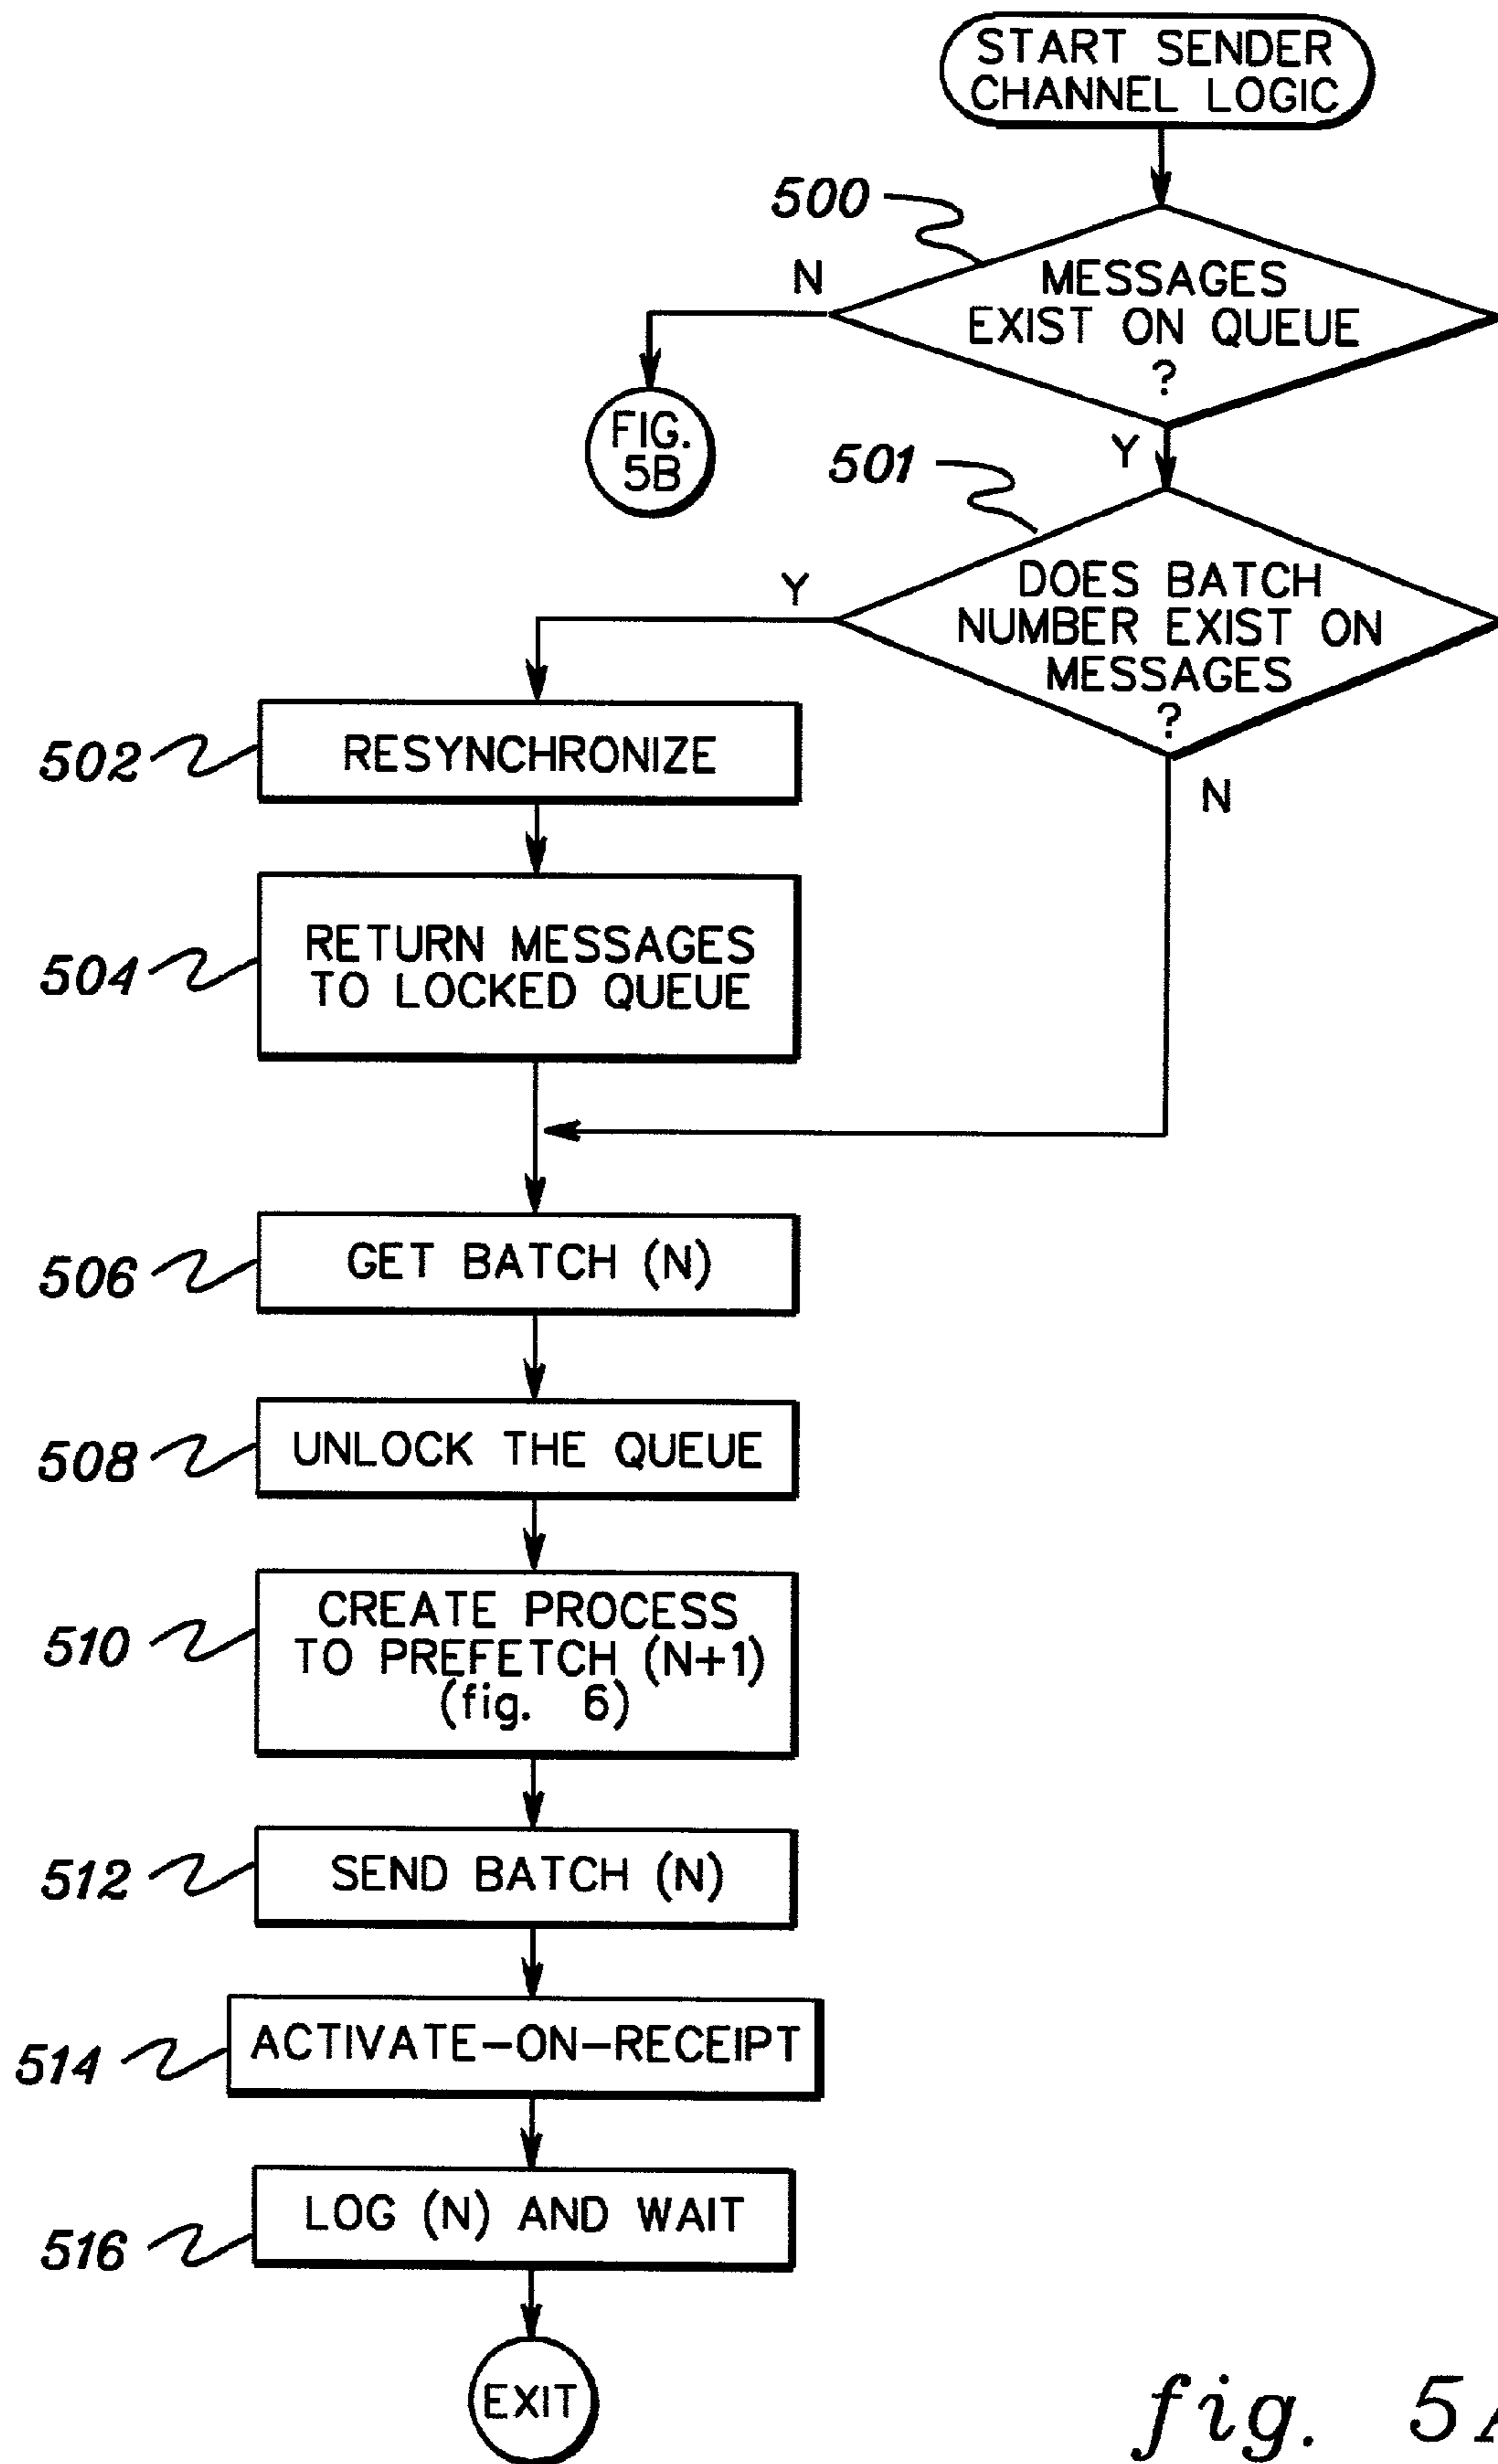 START SENDER
CHANNEL LOGIC
500
MESSAGES
EXIST ON QUEUE
?
N
FIG.
5B
Y
501
DOES BATCH
NUMBER EXIST ON
MESSAGES
?
Y
N
502
RESYNCHRONIZE
504
RETURN MESSAGES
TO LOCKED QUEUE
506
GET BATCH (N)
508
UNLOCK THE QUEUE
510
CREATE PROCESS
TO PREFETCH (N+1)
(fig. 6)
512
SEND BATCH (N)
514
ACTIVATE-ON-RECEIPT
516
LOG (N) AND WAIT
EXIT
fig. 5A